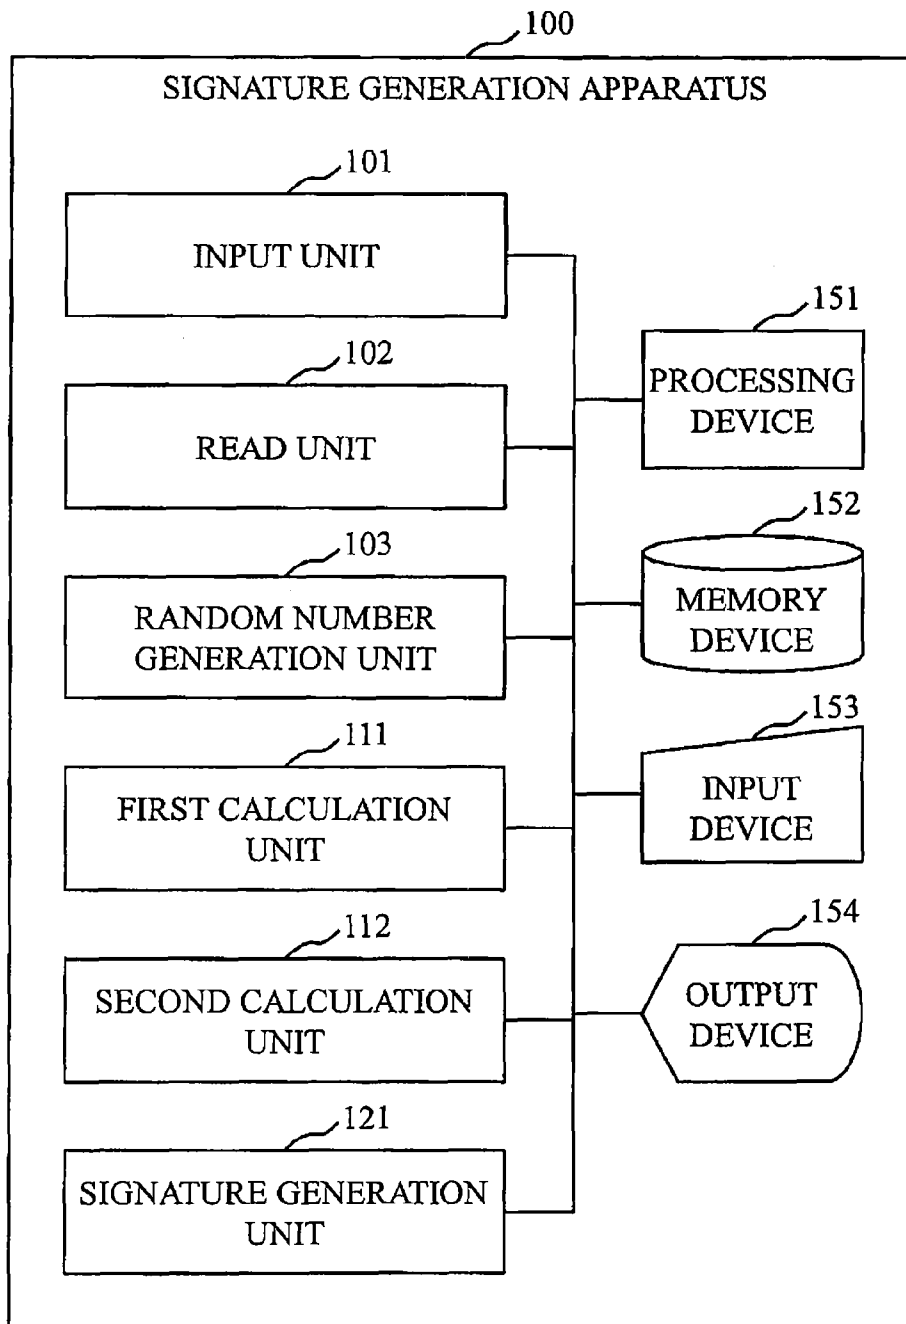 100
SIGNATURE GENERATION APPARATUS
101
INPUT UNIT
102
READ UNIT
103
RANDOM NUMBER
GENERATION UNIT
111
FIRST CALCULATION
UNIT
112
SECOND CALCULATION
UNIT
121
SIGNATURE GENERATION
UNIT
151
PROCESSING
DEVICE
152
MEMORY
DEVICE
153
INPUT
DEVICE
154
OUTPUT
DEVICE